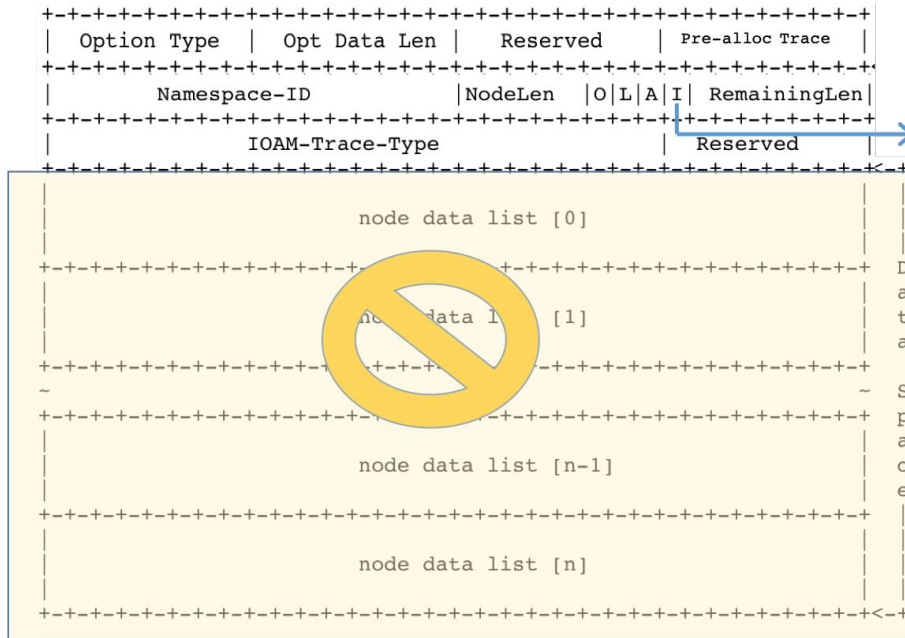 +-+-+-+-+-+-+-+-+-+-+-+-+-+-+-+-+-+-+-+-+-+-+-+-+-+-+-+-+-+-+-+-+
| Option Type | Opt Data Len | Reserved | Pre-alloc Trace |
+-+-+-+-+-+-+-+-+-+-+-+-+-+-+-+-+-+-+-+-+-+-+-+-+-+-+-+-+-+-+-+-+
| Namespace-ID |NodeLen |O|L|A|I| RemainingLen|
+-+-+-+-+-+-+-+-+-+-+-+-+-+-+-+-+-+-+-+-+-+-+-+-+-+-+-+-+-+-+-+-+
| IOAM-Trace-Type | Reserved |
+-+-+-+-+-+-+-+-+-+-+-+-+-+-+-+-+-+-+-+-+-+-+-+-+-+-+-+-+-+-+-+-+<-+
node data list [0]
+-+-+-+-+-+-+-+-+-+-+-+ +-+-+-+-+-+-+-+-+-+-+-+-+-+-+-+ D
a
data [1] t
a
+-+-+-+-+-+-+-+-+-+-+-+ +-+-+-+-+-+-+-+-+-+-+-+-+-+-+
~ ~ S
+-+-+-+-+-+-+-+-+-+-+-+-+ +-+-+-+-+-+-+-+-+-+-+-+-+-+-+-+ p
a
node data list [n-1] c
e
+-+-+-+-+-+-+-+-+-+-+-+-+-+-+-+-+-+-+-+-+-+-+-+-+-+-+-+-+-+-+-+-+
node data list [n]
+-+-+-+-+-+-+-+-+-+-+-+-+-+-+-+-+-+-+-+-+-+-+-+-+-+-+-+-+-+-+-+-+<-+